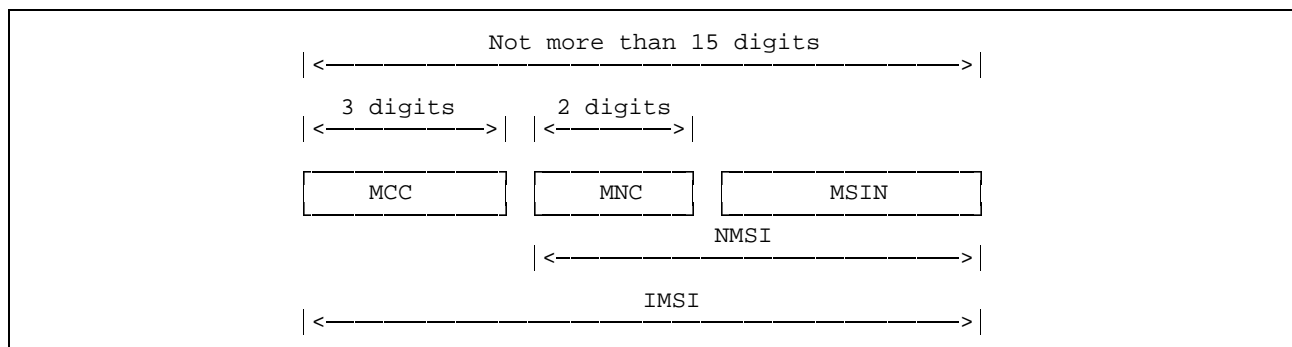 Not more than 15 digits
3 digits 2 digits
MCC MNC MSIN
NMSI
IMSI